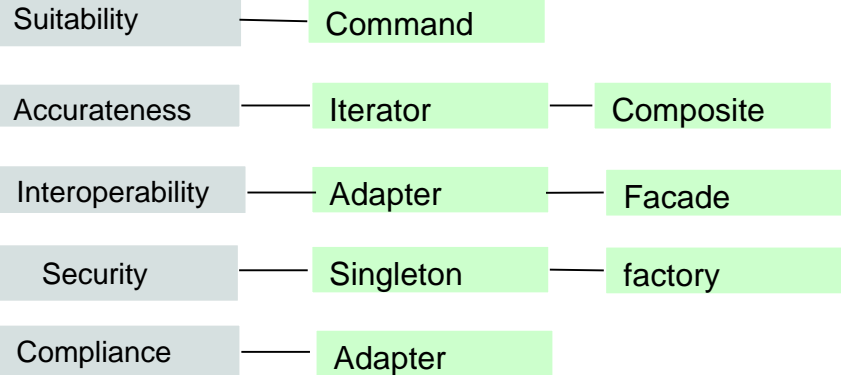 Suitability Command
Accurateness Iterator Composite
Interoperability Adapter Facade
Security Singleton factory
Compliance Adapter